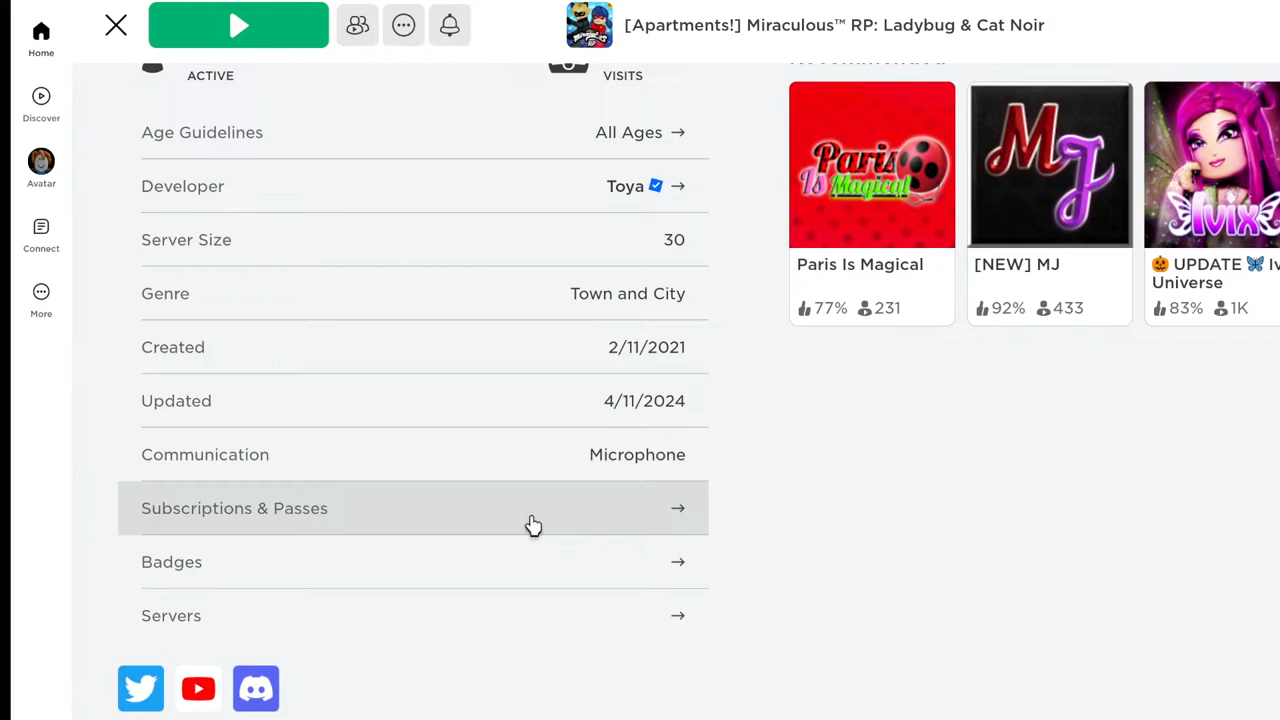 Home
Discover
Avatar
Connect
More
[Apartments!] Miraculous™ RP: Ladybug & Cat Noir
ACTIVE
VISITS
Age Guidelines
All Ages →
Developer
Toya →
Server Size
30
Genre
Town and City
Created
2/11/2021
Updated
4/11/2024
Communication
Microphone
Subscriptions & Passes →
Badges →
Servers →
Recommended
Paris
Is Magical
MJ
Ivix
Paris Is Magical
77% 231
[NEW] MJ
92% 433
🎃 UPDATE 🦋 Iv
Universe
83% 1K